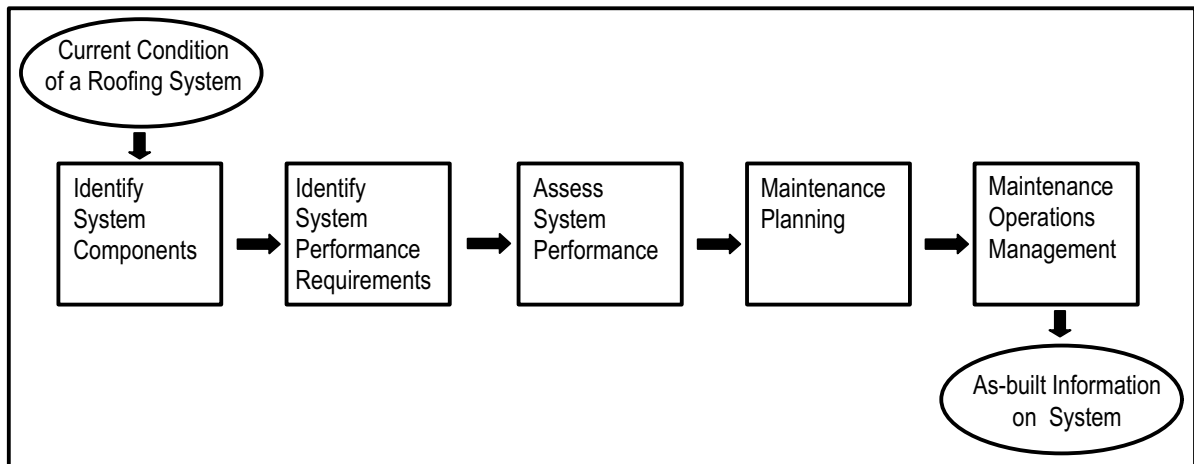 Current Condition
of a Roofing System
Identify
System
Components
Identify
System
Performance
Requirements
Assess
System
Performance
Maintenance
Planning
Maintenance
Operations
Management
As-built Information
on System